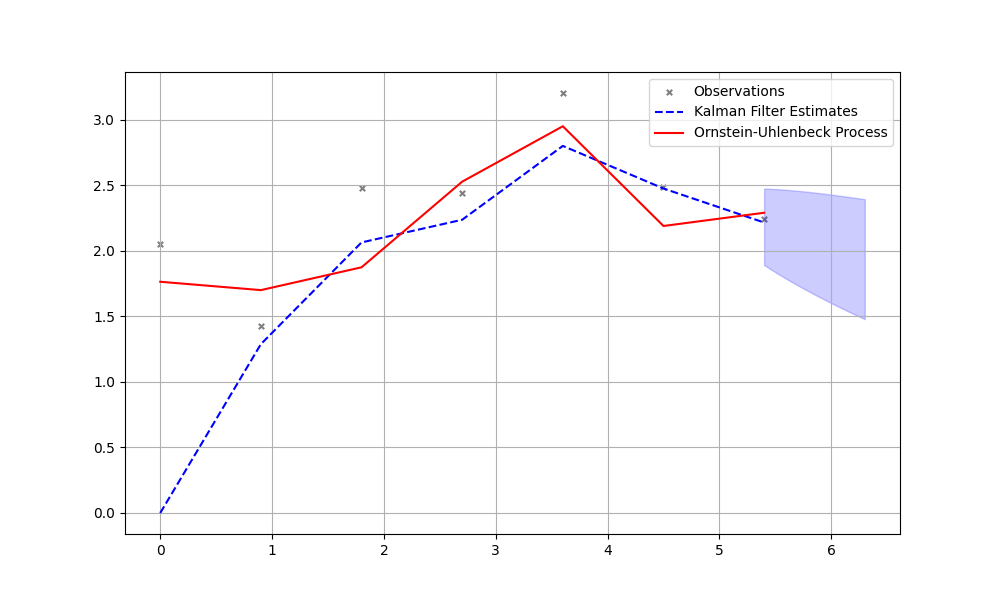 Observations
Kalman Filter Estimates
Ornstein-Uhlenbeck Process
3.0
2.5
2.0
1.5
1.0
0.5
0.0
0 1 2 3 4 5 6